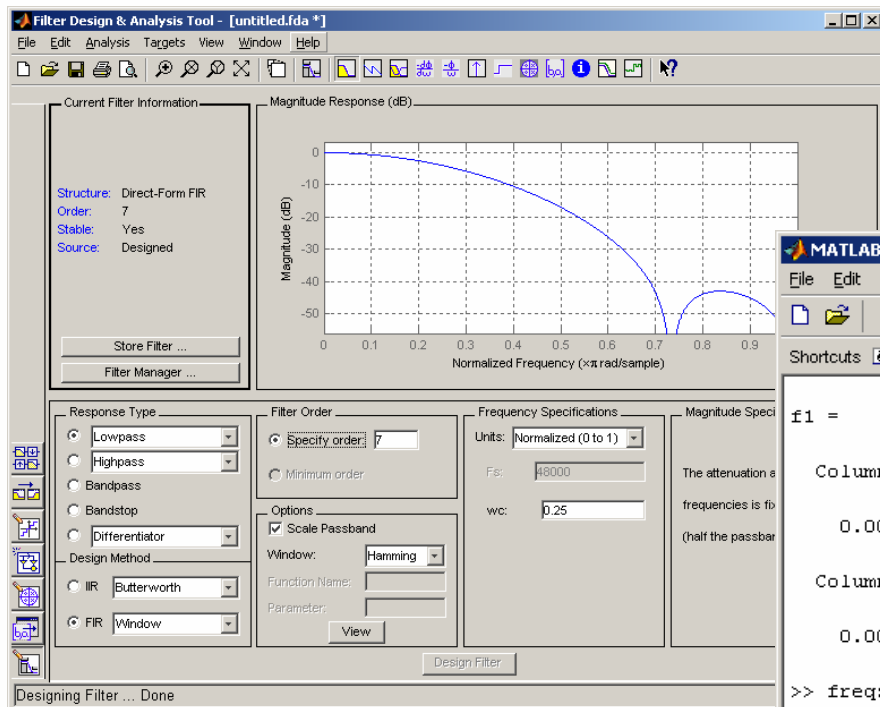 Filter Design & Analysis Tool - [untitled.fda *]
File Edit Analysis Targets View Window Help
Current Filter Information
Structure: Direct-Form FIR
Order: 7
Stable: Yes
Source: Designed
Store Filter ...
Filter Manager ...
Magnitude Response (dB)
Magnitude (dB)
0
-10
-20
-30
-40
-50
0 0.1 0.2 0.3 0.4 0.5 0.6 0.7 0.8 0.9
Normalized Frequency (×π rad/sample)
Response Type
Lowpass
Highpass
Bandpass
Bandstop
Differentiator
Design Method
IIR Butterworth
FIR Window
Filter Order
Specify order: 7
Minimum order
Options
Scale Passband
Window: Hamming
Function Name:
Parameter:
View
Frequency Specifications
Units: Normalized (0 to 1)
Fs: 48000
wc: 0.25
Magnitude Speci
The attenuation a
frequencies is fix
(half the passbar
Design Filter
Designing Filter ... Done
MATLAB
File Edit
Shortcuts
f1 =
Column
0.00
Column
0.00
>> freqs